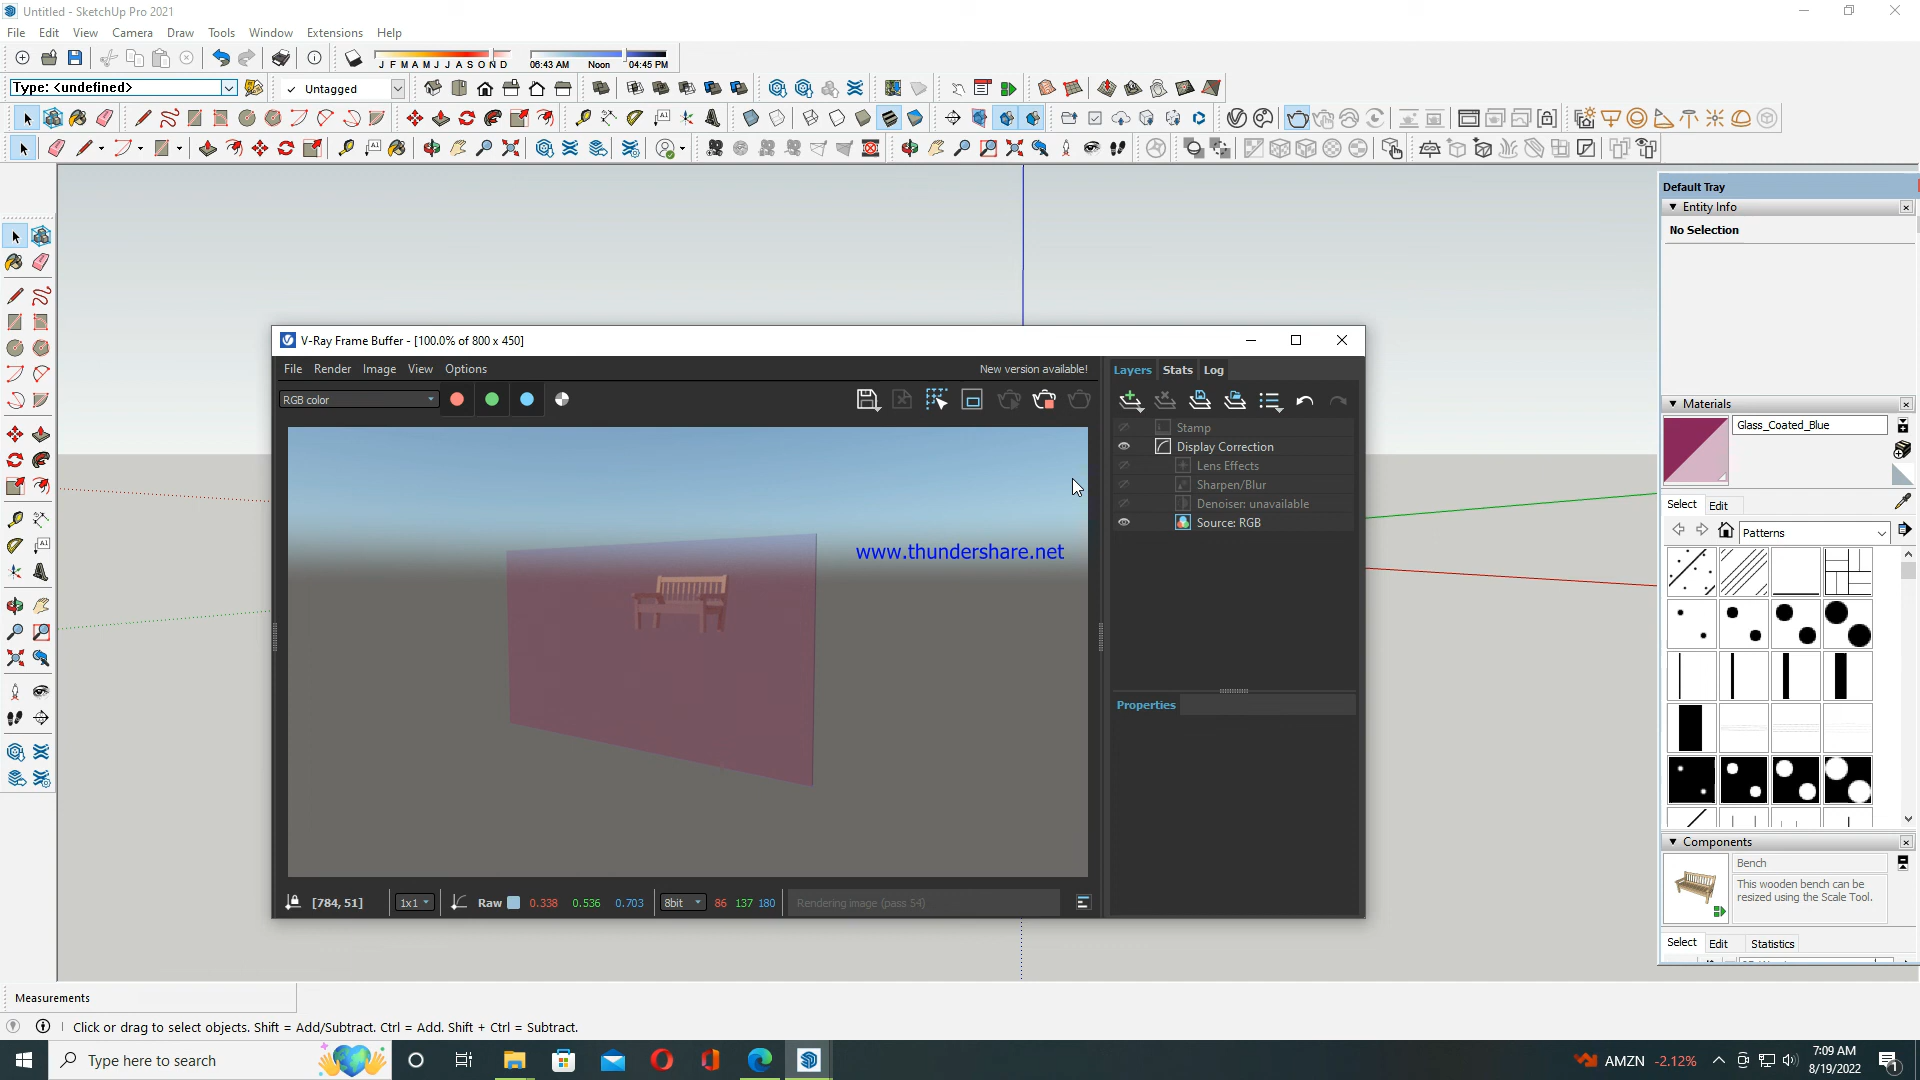 Untitled - SketchUp Pro 2021
File Edit View Camera Draw Tools Window Extensions Help
J F M A M J J A S O N D
06:43 AM Noon 04:45 PM
Type: <undefined>
Untagged
Default Tray
Entity Info
No Selection
V-Ray Frame Buffer - [100.0% of 800 x 450]
File Render Image View Options
New version available!
Layers Stats Log
RGB color
Stamp
Display Correction
Lens Effects
Sharpen/Blur
Denoiser: unavailable
Source: RGB
www.thundershare.net
Properties
[784, 51]
1x1
Raw 0.338 0.536 0.703
8bit 86 137 180
Rendering image (pass 54)
Materials
Glass_Coated_Blue
Select Edit
Patterns
Components
Bench
This wooden bench can be
resized using the Scale Tool.
Select Edit Statistics
Measurements
Click or drag to select objects. Shift = Add/Subtract. Ctrl = Add. Shift + Ctrl = Subtract.
Type here to search
AMZN -2.12%
7:09 AM
8/19/2022
1